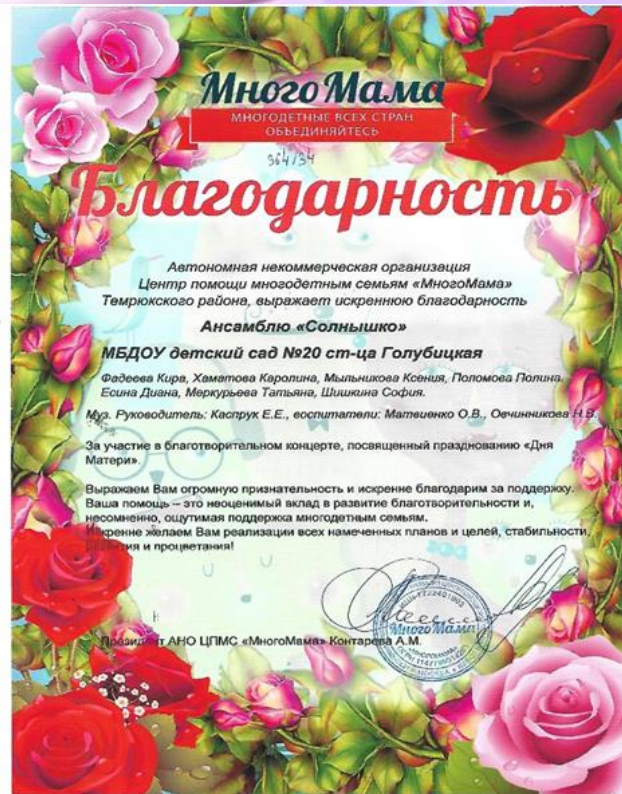 МногоМама
МНОГОДЕТНЫЕ ВСЕХ СТРАН
ОБЪЕДИНЯЙТЕСЬ
364/34
Благодарность
Автономная некоммерческая организация
Центр помощи многодетным семьям «МногоМама»
Темрюкского района, выражает искреннюю благодарность
Ансамблю «Солнышко»
МБДОУ детский сад №20 ст-ца Голубицкая
Фадеева Кира, Хаматова Каролина, Мыльникова Ксения, Поломова Полина.
Есина Диана, Меркурьева Татьяна, Шишкина София.
Муз. Руководитель: Каспрук Е.Е., воспитатели: Матвиенко О.В., Овчинникова Н.В.
За участие в благотворительном концерте, посвященный празднованию «Дня
Матери».
Выражаем Вам огромную признательность и искренне благодарим за поддержку.
Ваша помощь – это неоценимый вклад в развитие благотворительности и,
несомненно, ощутимая поддержка многодетным семьям.
Искренне желаем Вам реализации всех намеченных планов и целей, стабильности,
развития и процветания!
МногоМама
Президент АНО ЦПМС «МногоМама» Контарева А.М.